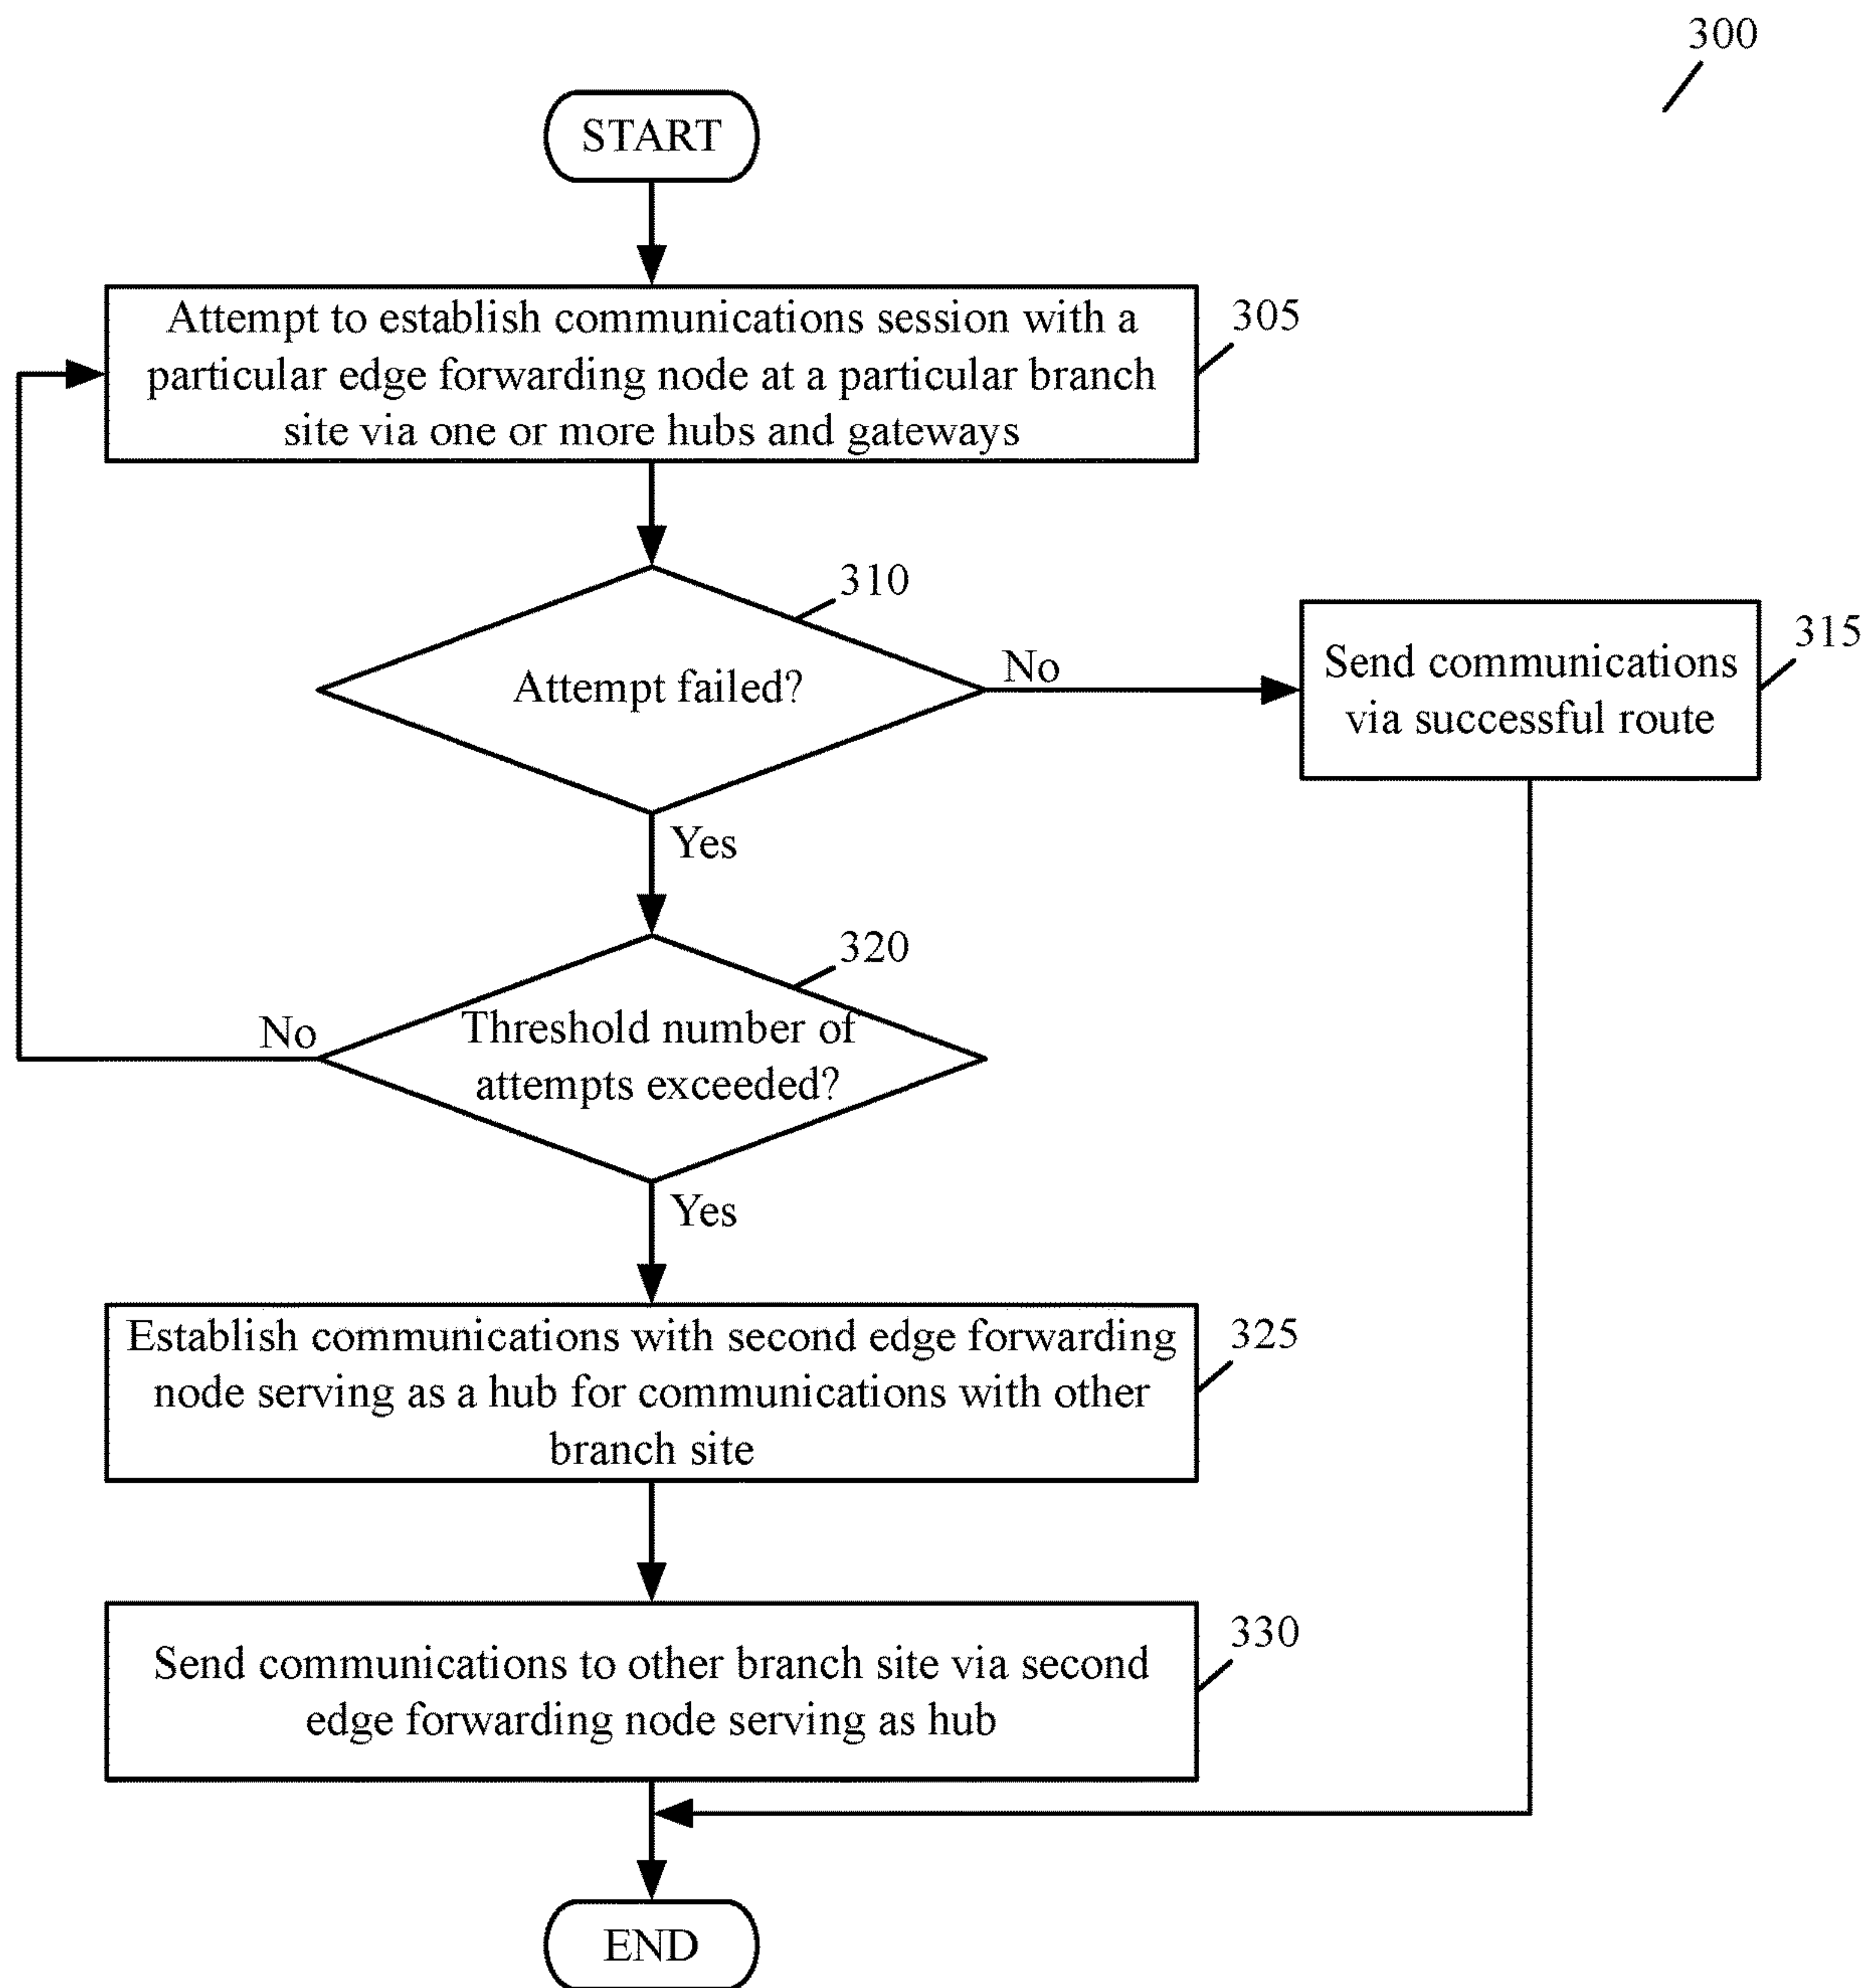 300
START
Attempt to establish communications session with a
particular edge forwarding node at a particular branch
site via one or more hubs and gateways
305
310
Attempt failed?
No
Send communications
via successful route
315
Yes
320
Threshold number of
attempts exceeded?
No
Yes
Establish communications with second edge forwarding
node serving as a hub for communications with other
branch site
325
Send communications to other branch site via second
edge forwarding node serving as hub
330
END